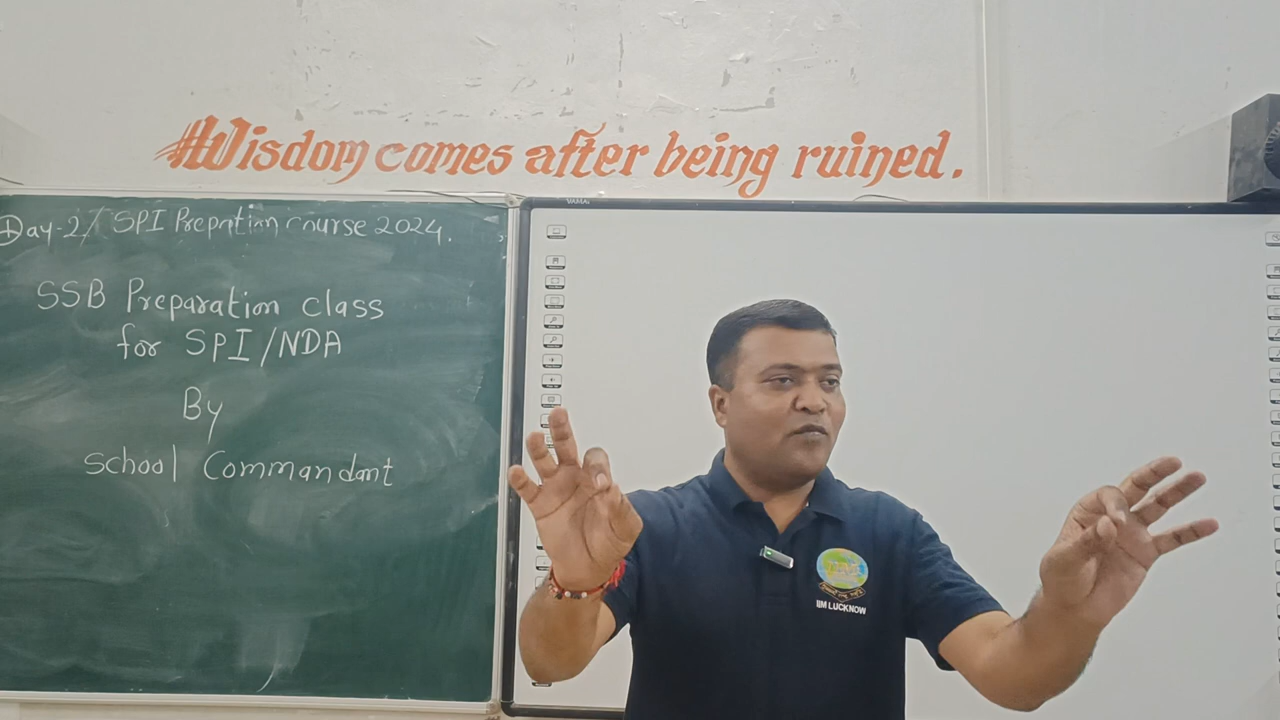 #Wisdom comes after being ruined.
Day-2/ SPI Prepration course 2024.
SSB Preparation class
for SPI/NDA
By
School Commandant
IIM LUCKNOW